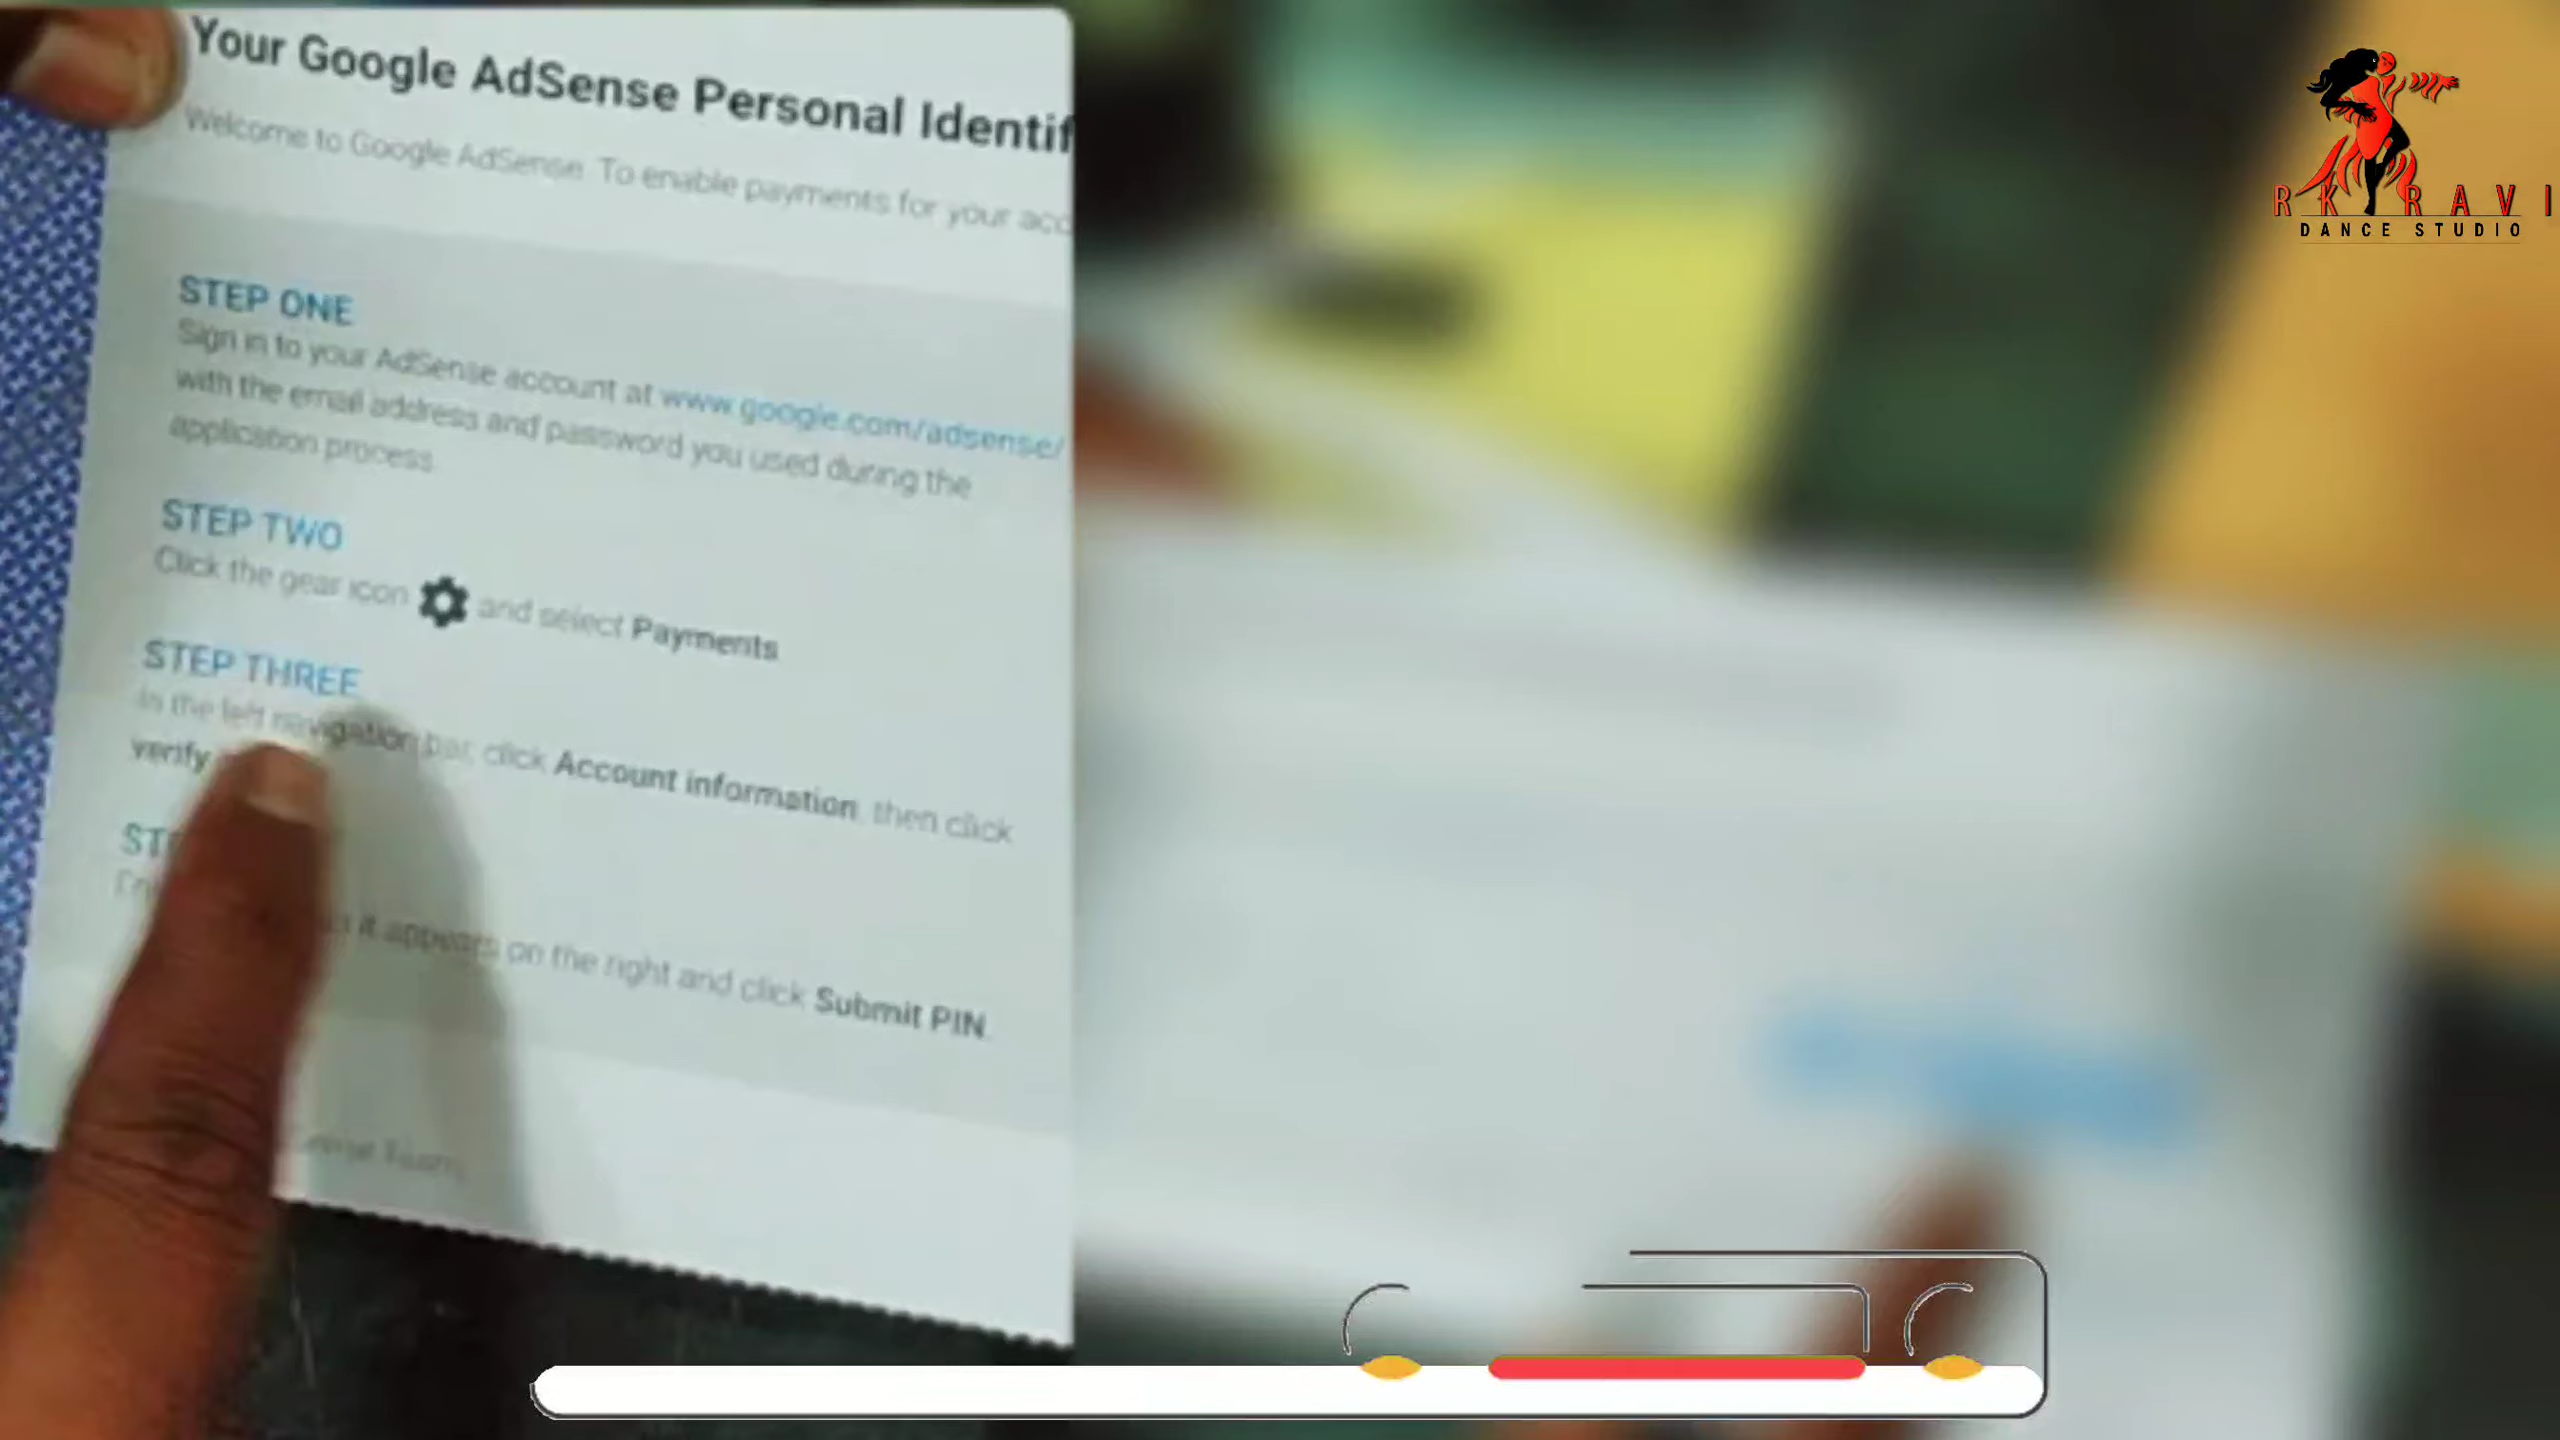 Your Google AdSense Personal Identif
Welcome to Google AdSense. To enable payments for your acc
STEP ONE
Sign in to your AdSense account at www.google.com/adsense/
with the email address and password you used during the
application process.
STEP TWO
Click the gear icon and select Payments
STEP THREE
In the left navigation bar, click Account information, then click
verify
it appears on the right and click Submit PIN.
RK RAVI
DANCE STUDIO